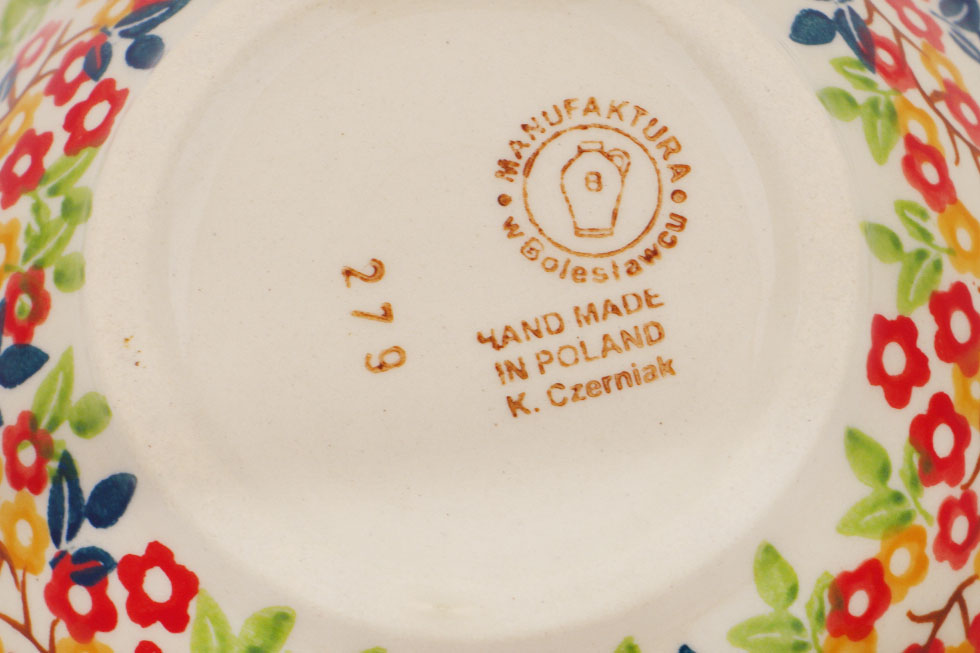 MANUFAKTURA
w Bolesławcu
8
HAND MADE
IN POLAND
K. Czerniak
279